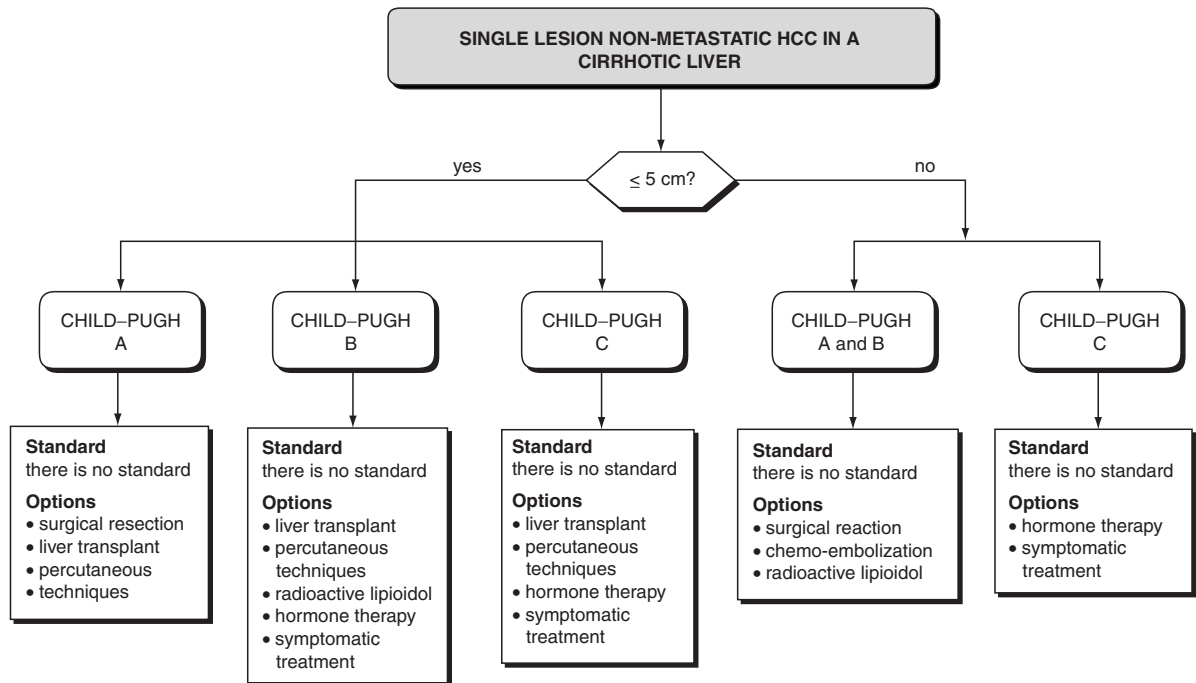 SINGLE LESION NON-METASTATIC HCC IN A
CIRRHOTIC LIVER
yes
≤ 5 cm?
no
CHILD–PUGH
A
CHILD–PUGH
B
CHILD–PUGH
C
CHILD–PUGH
A and B
CHILD–PUGH
C
Standard
there is no standard
Options
• surgical resection
• liver transplant
• percutaneous
• techniques
Standard
there is no standard
Options
• liver transplant
• percutaneous
techniques
• radioactive lipioidol
• hormone therapy
• symptomatic
treatment
Standard
there is no standard
Options
• liver transplant
• percutaneous
techniques
• hormone therapy
• symptomatic
treatment
Standard
there is no standard
Options
• surgical reaction
• chemo-embolization
• radioactive lipioidol
Standard
there is no standard
Options
• hormone therapy
• symptomatic
treatment